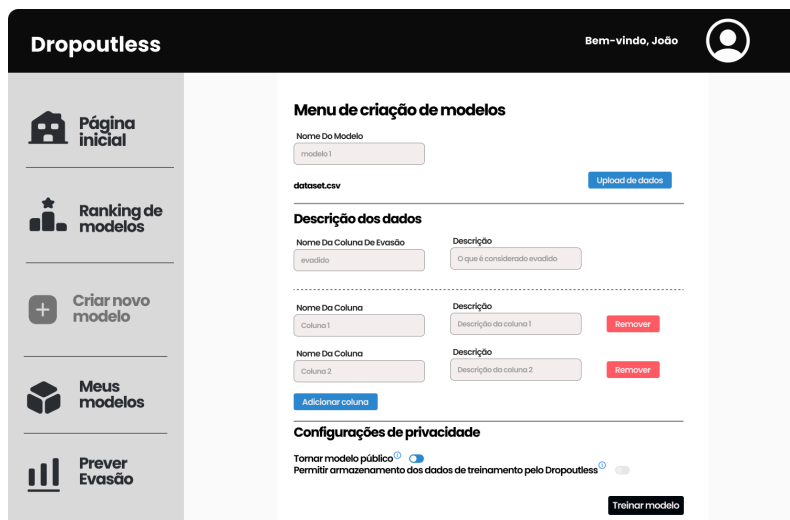 Dropoutless
Bem-vindo, João
Página
inicial
Ranking de
modelos
Criar novo
modelo
Meus
modelos
Prever
Evasão
Menu de criação de modelos
Nome Do Modelo
modelo 1
dataset.csv
Upload de dados
Descrição dos dados
Nome Da Coluna De Evasão
Descrição
evadido
O que é considerado evadido
Nome Da Coluna
Descrição
Coluna 1
Descrição da coluna 1
Remover
Nome Da Coluna
Descrição
Coluna 2
Descrição da coluna 2
Remover
Adicionar coluna
Configurações de privacidade
Tornar modelo público
Permitir armazenamento dos dados de treinamento pelo Dropoutless
Treinar modelo